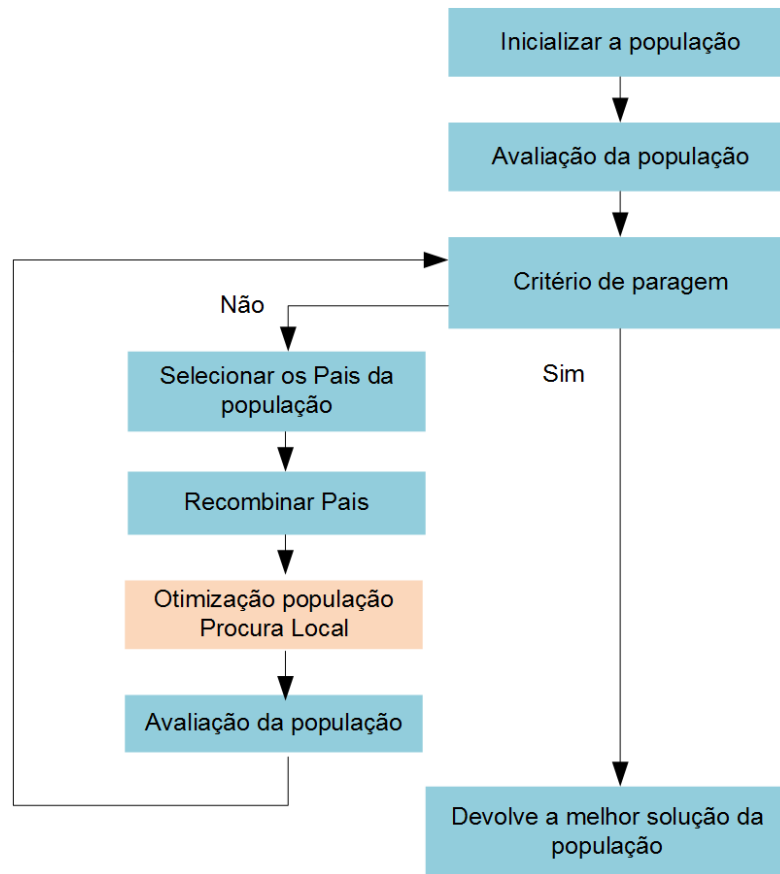 Inicializar a população
Avaliação da população
Critério de paragem
Não
Sim
Selecionar os Pais da
população
Recombinar Pais
Otimização população
Procura Local
Avaliação da população
Devolve a melhor solução da
população